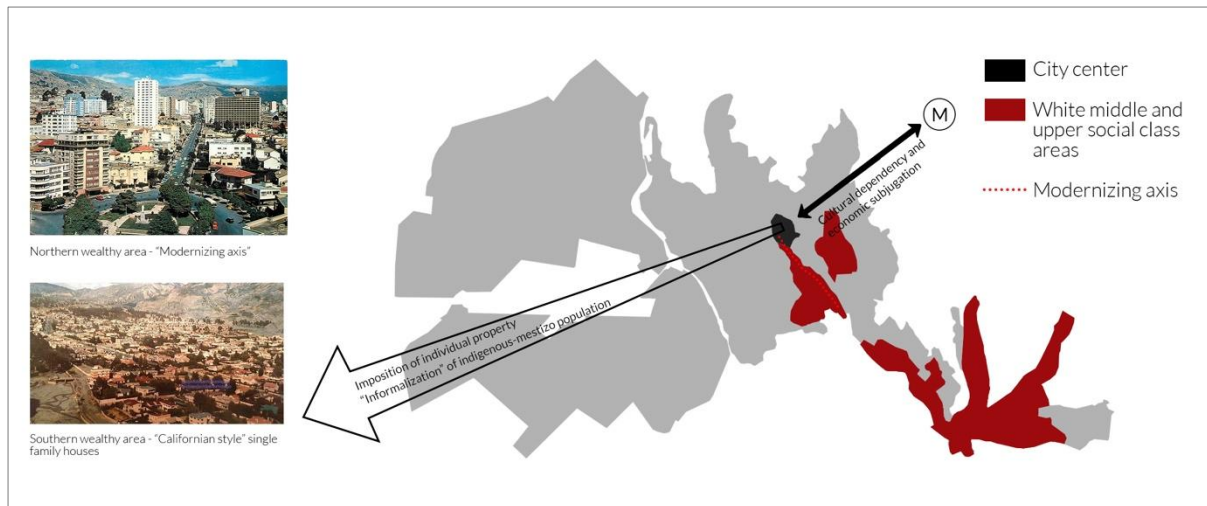 Northern wealthy area - "Modernizing axis"
Southern wealthy area - "Californian style" single
family houses
Imposition of individual property
"Informalization" of indigenous-mestizo population
Cultural dependency and
economic subjugation
M
City center
White middle and
upper social class
areas
Modernizing axis